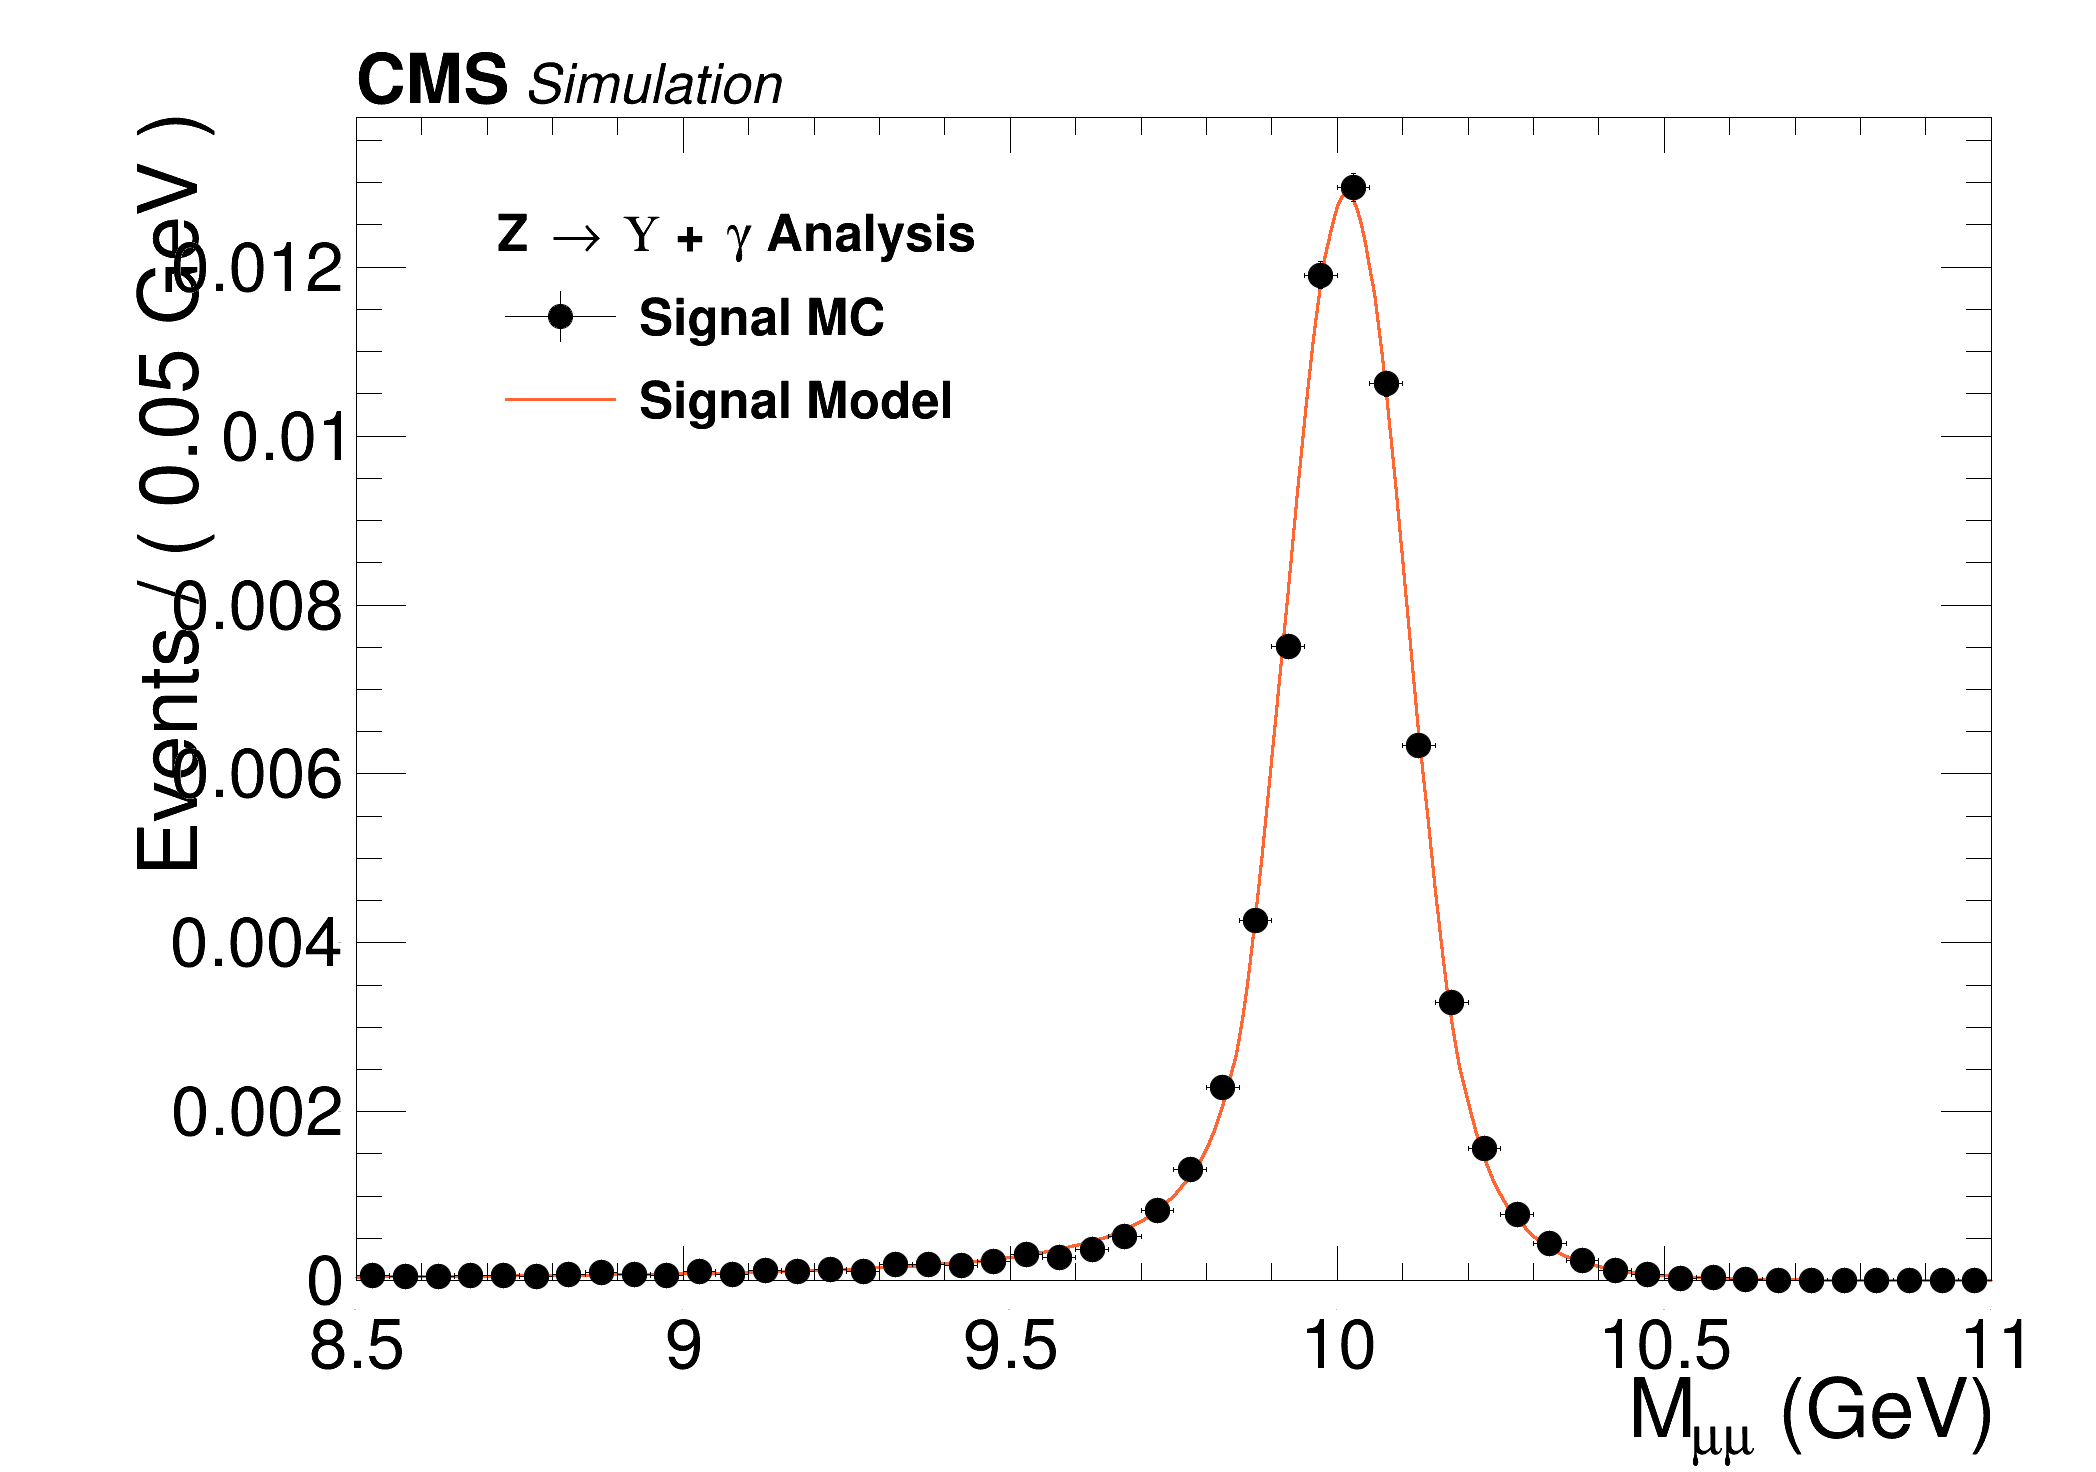 CMS Simulation
Events / ( 0.05 GeV )
Z → Υ + γ Analysis
Signal MC
Signal Model
0.012
0.01
0.008
0.006
0.004
0.002
0
8.5 9 9.5 10 10.5 11
Mμμ (GeV)